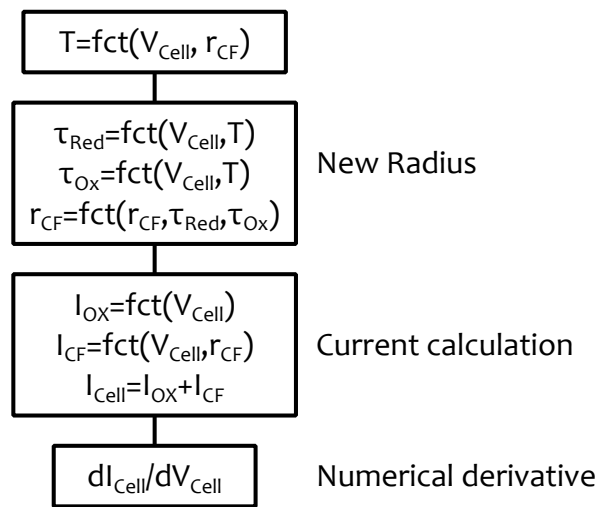 T=fct(V_Cell, r_CF)
τ_Red=fct(V_Cell,T)
τ_Ox=fct(V_Cell,T)
r_CF=fct(r_CF,τ_Red,τ_Ox)
New Radius
I_OX=fct(V_Cell)
I_CF=fct(V_Cell,r_CF)
I_Cell=I_OX+I_CF
Current calculation
dI_Cell/dV_Cell
Numerical derivative